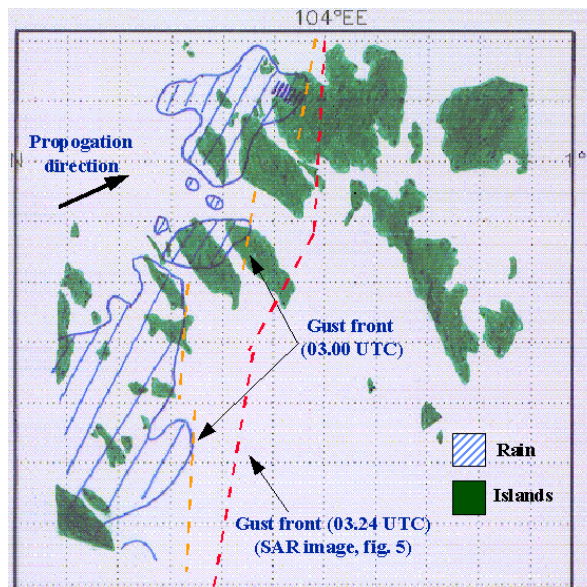 104°EE
Propogation
direction
N
1°
Gust front
(03.00 UTC)
Rain
Islands
Gust front (03.24 UTC)
(SAR image, fig. 5)